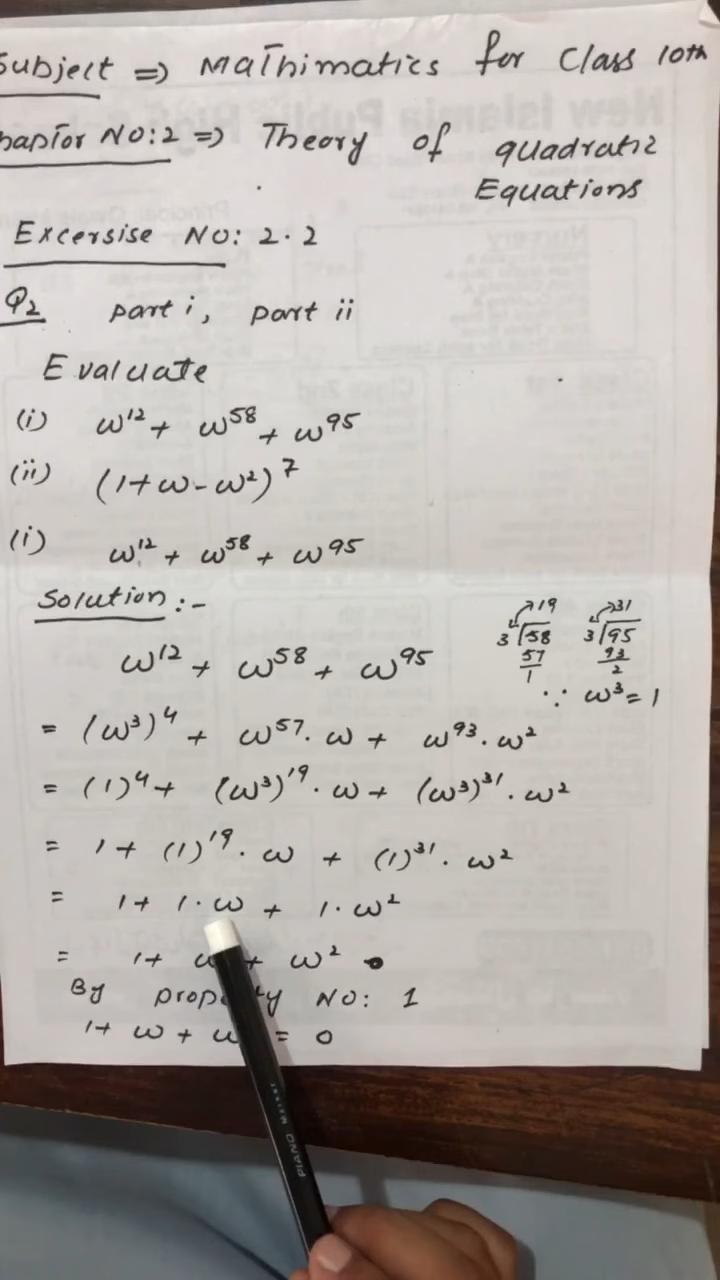 Subject => Mathimatics for Class 10th
haptor NO:2 => Theory of quadratic
Equations
Excersise NO: 2.2
Q2 part i, part ii
Evaluate
(i) ω¹² + ω⁵⁸ + ω⁹⁵
(ii) (1+ω-ω²)⁷
(i) ω¹² + ω⁵⁸ + ω⁹⁵
Solution:-
19 31
3 58 3 95
57 93
1 2
ω¹² + ω⁵⁸ + ω⁹⁵
∵ ω³ = 1
= (ω³)⁴ + ω⁵⁷. ω + ω⁹³. ω²
= (1)⁴ + (ω³)¹⁹. ω + (ω³)³¹. ω²
= 1 + (1)¹⁹. ω + (1)³¹. ω²
= 1 + 1. ω + 1. ω²
= 1 + ω + ω²
By property NO: 1
1 + ω + ω = 0
PIANO